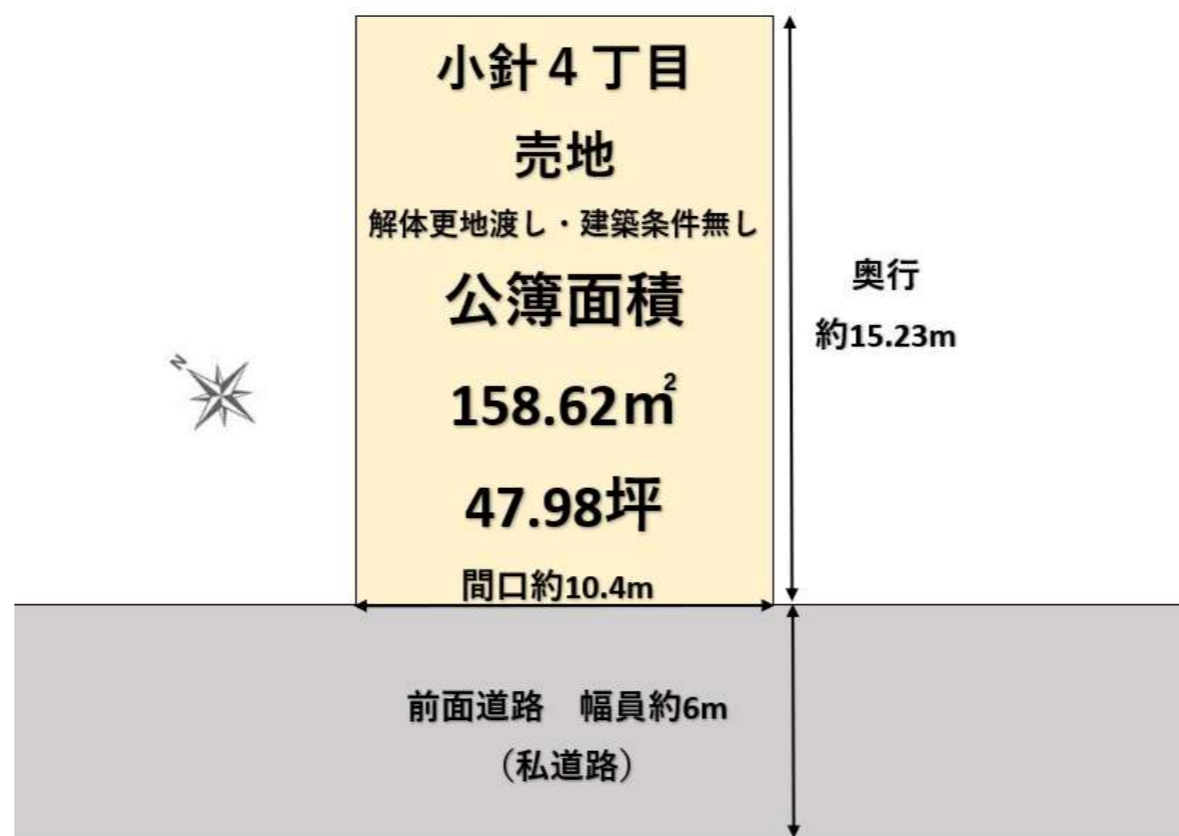 小針４丁目
売地
解体更地渡し・建築条件無し
公簿面積
158.62㎡
47.98坪
間口約10.4m
奥行
約15.23m
N
前面道路　幅員約6m
（私道路）